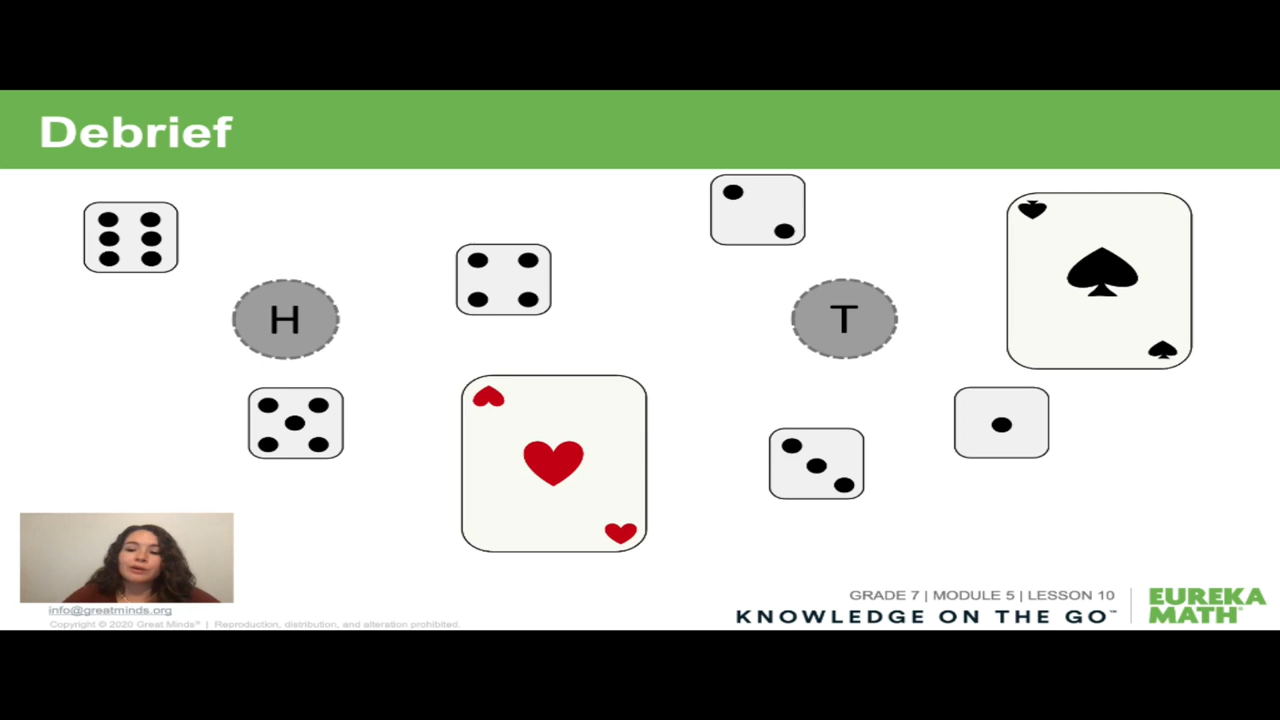 Debrief
H
T
info@greatminds.org
Copyright © 2020 Great Minds® | Reproduction, distribution, and alteration prohibited.
GRADE 7 | MODULE 5 | LESSON 10
KNOWLEDGE ON THE GO™
EUREKA
MATH®